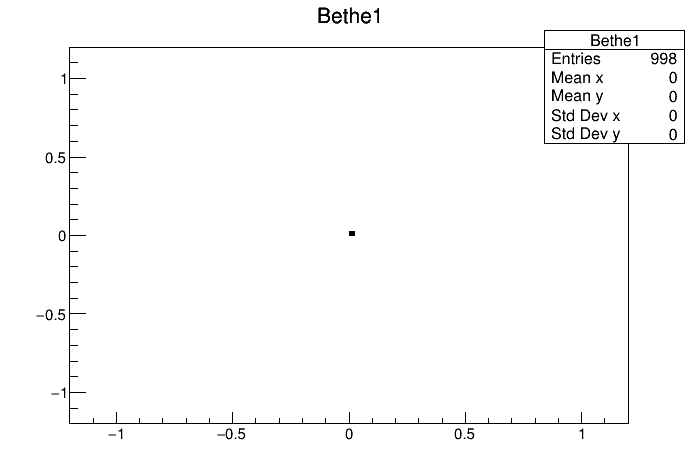 Bethe1
Bethe1
Entries 998
Mean x 0
Mean y 0
Std Dev x 0
Std Dev y 0
1
0.5
0
−0.5
−1
−1 −0.5 0 0.5 1